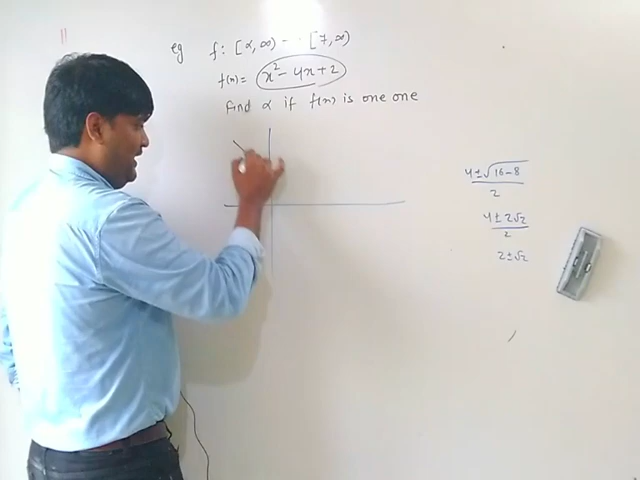 eg f: [α, ∞) - · [7, ∞)
f(x) = x² - 4x + 2
find α if f(x) is one one
4 ± √16 - 8
2
4 ± 2√2
2
2 ± √2